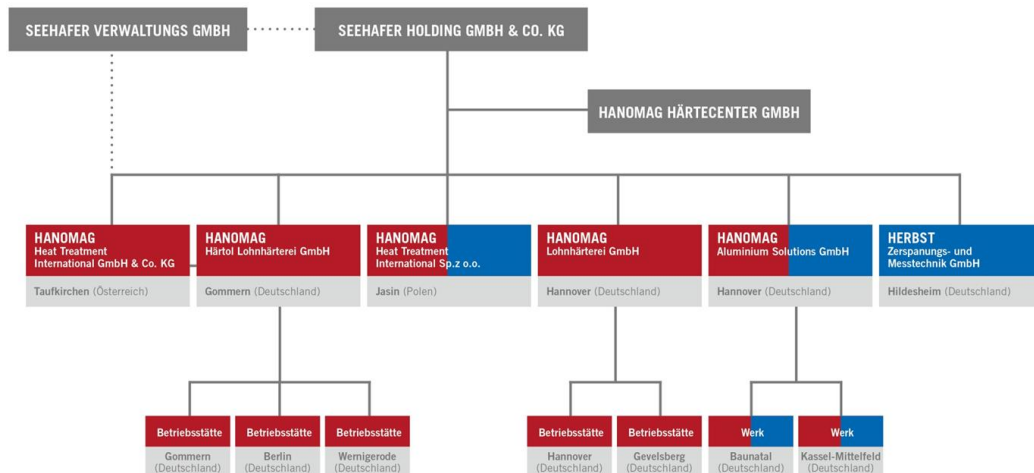 SEEHAFER VERWALTUNGS GMBH
SEEHAFER HOLDING GMBH & CO. KG
HANOMAG HÄRTECENTER GMBH
HANOMAG
Heat Treatment
International GmbH & Co. KG
Taufkirchen (Österreich)
HANOMAG
Härtol Lohnhärterei GmbH
Gommern (Deutschland)
HANOMAG
Heat Treatment
International Sp.z o.o.
Jasin (Polen)
HANOMAG
Lohnhärterei GmbH
Hannover (Deutschland)
HANOMAG
Aluminium Solutions GmbH
Hannover (Deutschland)
HERBST
Zerspanungs- und
Messtechnik GmbH
Hildesheim (Deutschland)
Betriebsstätte
Gommern
(Deutschland)
Betriebsstätte
Berlin
(Deutschland)
Betriebsstätte
Wernigerode
(Deutschland)
Betriebsstätte
Hannover
(Deutschland)
Betriebsstätte
Gevelsberg
(Deutschland)
Werk
Baunatal
(Deutschland)
Werk
Kassel-Mittelfeld
(Deutschland)